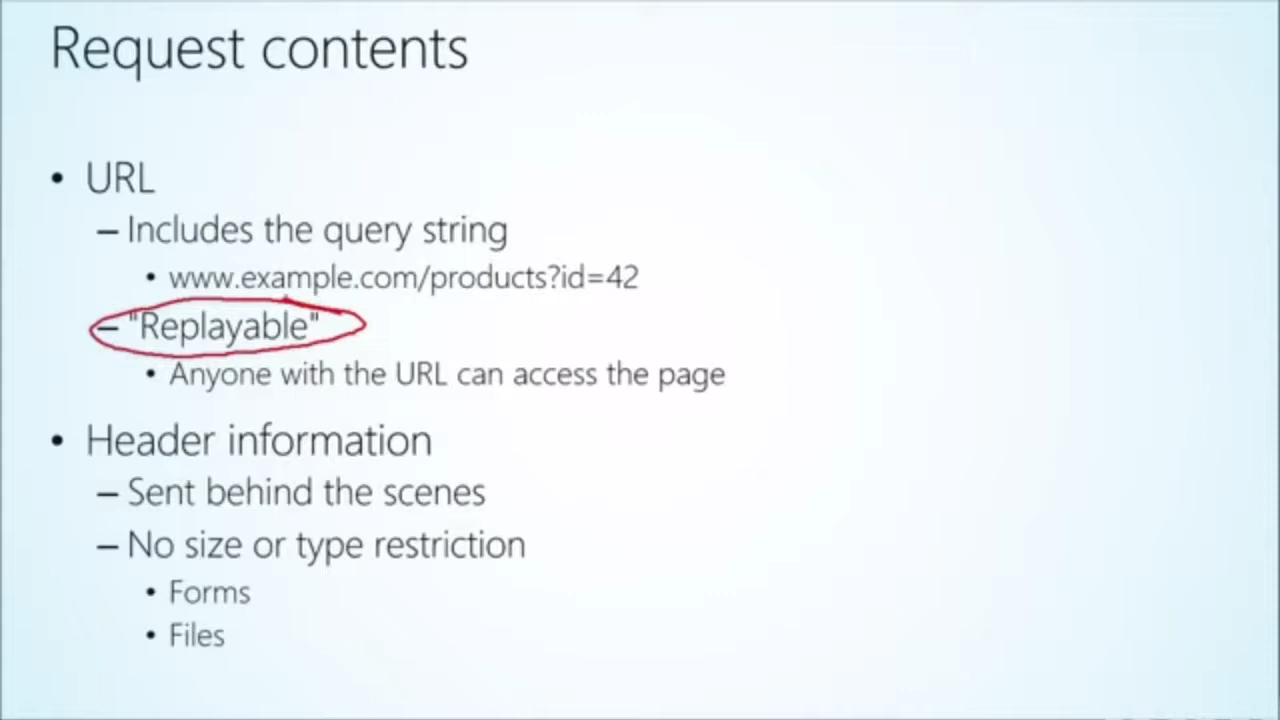 Request contents
• URL
– Includes the query string
• www.example.com/products?id=42
– "Replayable"
• Anyone with the URL can access the page
• Header information
– Sent behind the scenes
– No size or type restriction
• Forms
• Files